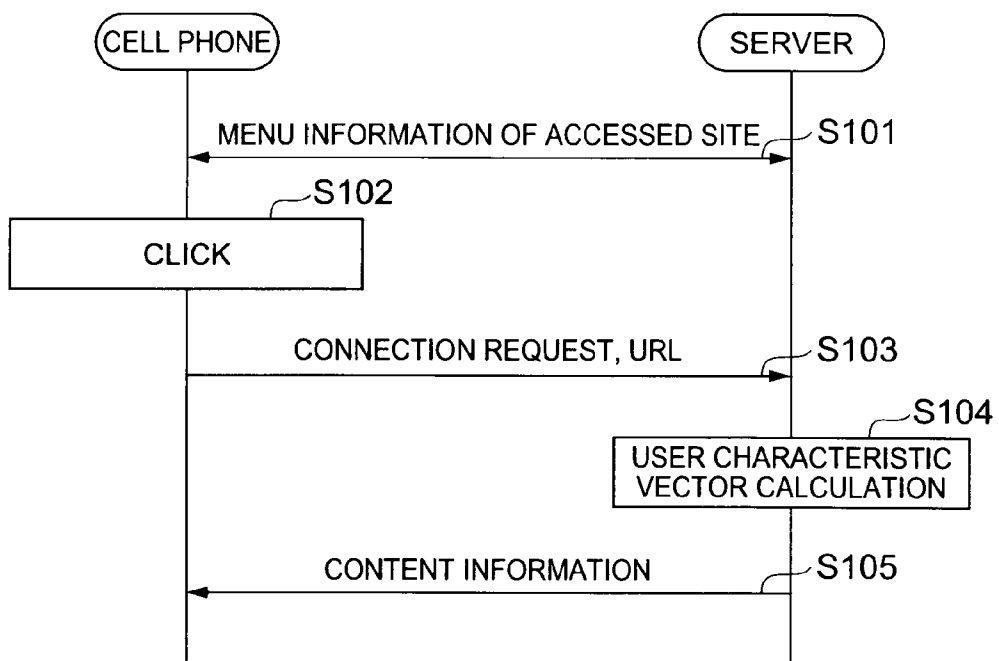 CELL PHONE
SERVER
MENU INFORMATION OF ACCESSED SITE
S101
S102
CLICK
CONNECTION REQUEST, URL
S103
S104
USER CHARACTERISTIC
VECTOR CALCULATION
CONTENT INFORMATION
S105